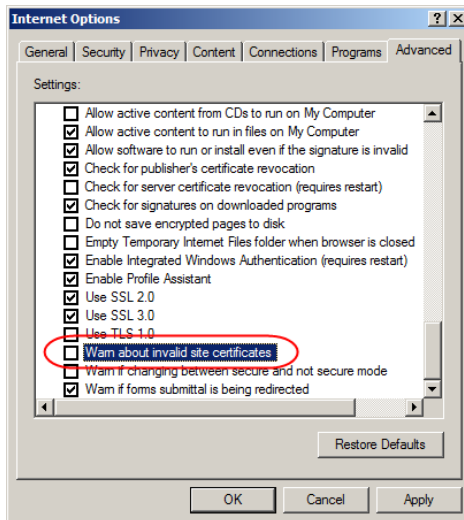 Internet Options
General Security Privacy Content Connections Programs Advanced
Settings:
Allow active content from CDs to run on My Computer
Allow active content to run in files on My Computer
Allow software to run or install even if the signature is invalid
Check for publisher's certificate revocation
Check for server certificate revocation (requires restart)
Check for signatures on downloaded programs
Do not save encrypted pages to disk
Empty Temporary Internet Files folder when browser is closed
Enable Integrated Windows Authentication (requires restart)
Enable Profile Assistant
Use SSL 2.0
Use SSL 3.0
Use TLS 1.0
Warn about invalid site certificates
Warn if changing between secure and not secure mode
Warn if forms submittal is being redirected
Restore Defaults
OK Cancel Apply